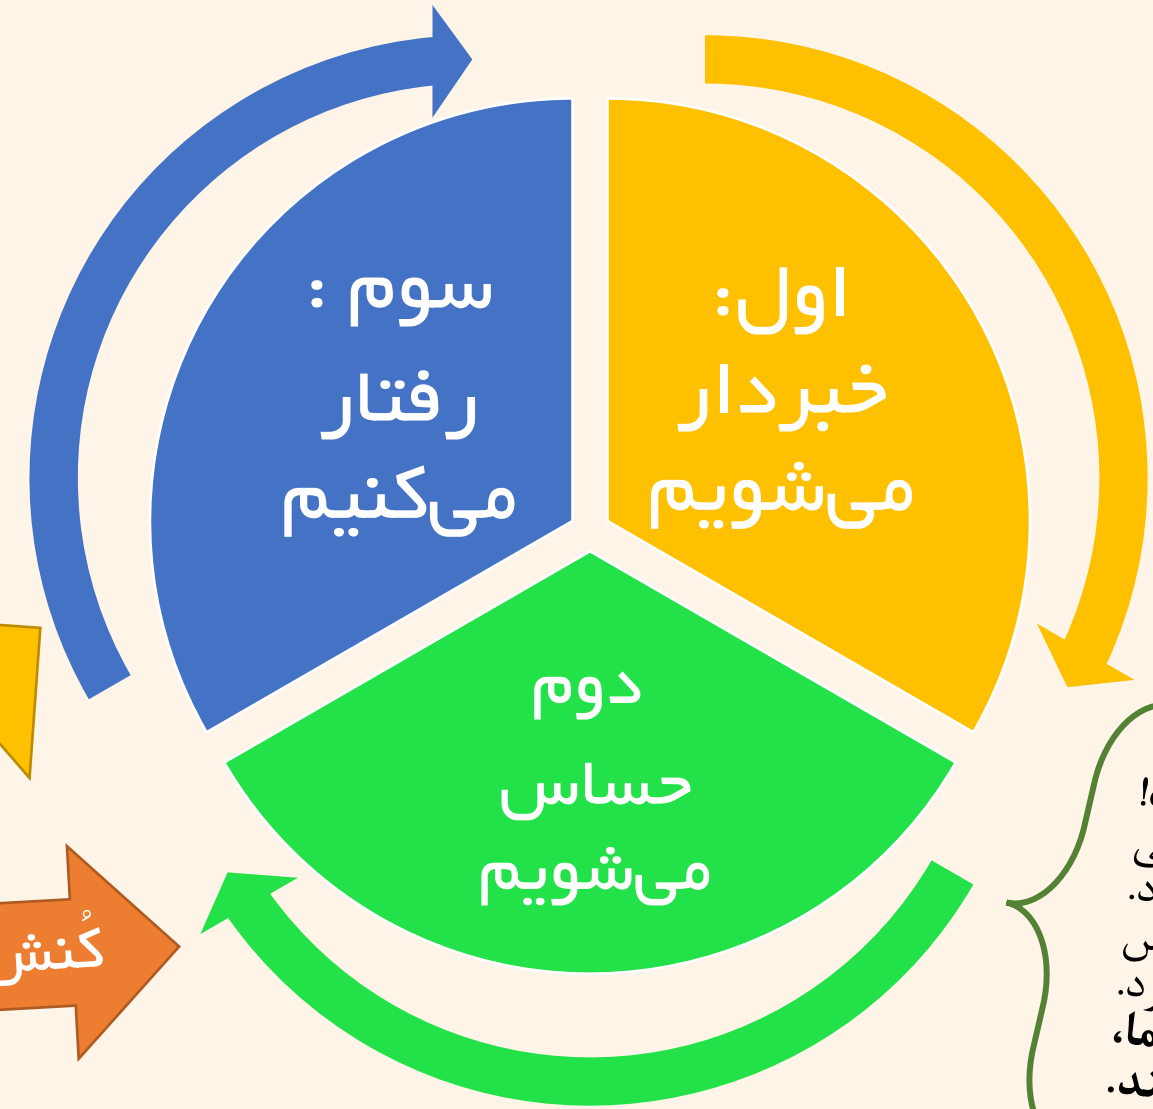 اول:
خبردار
می‌شویم
دوم
حساس
می‌شویم
سوم :
رفتار
می‌کنیم
کُنش